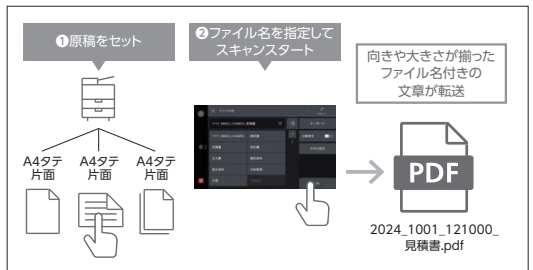 ❶原稿をセット
❷ファイル名を指定して
スキャンスタート
向きや大きさが揃った
ファイル名付きの
文章が転送
A4タテ
片面
A4タテ
片面
A4タテ
片面
PDF
2024_1001_121000_
見積書.pdf